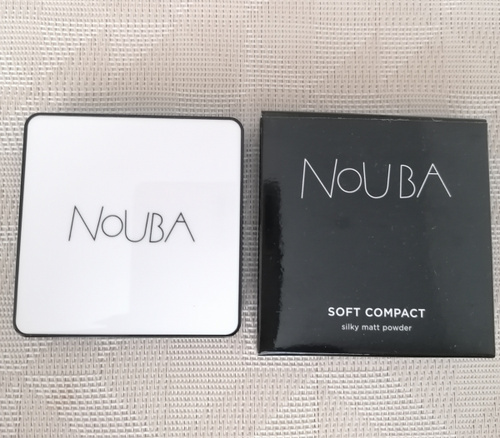 NOUBA
NOUBA
SOFT COMPACT
silky matt powder